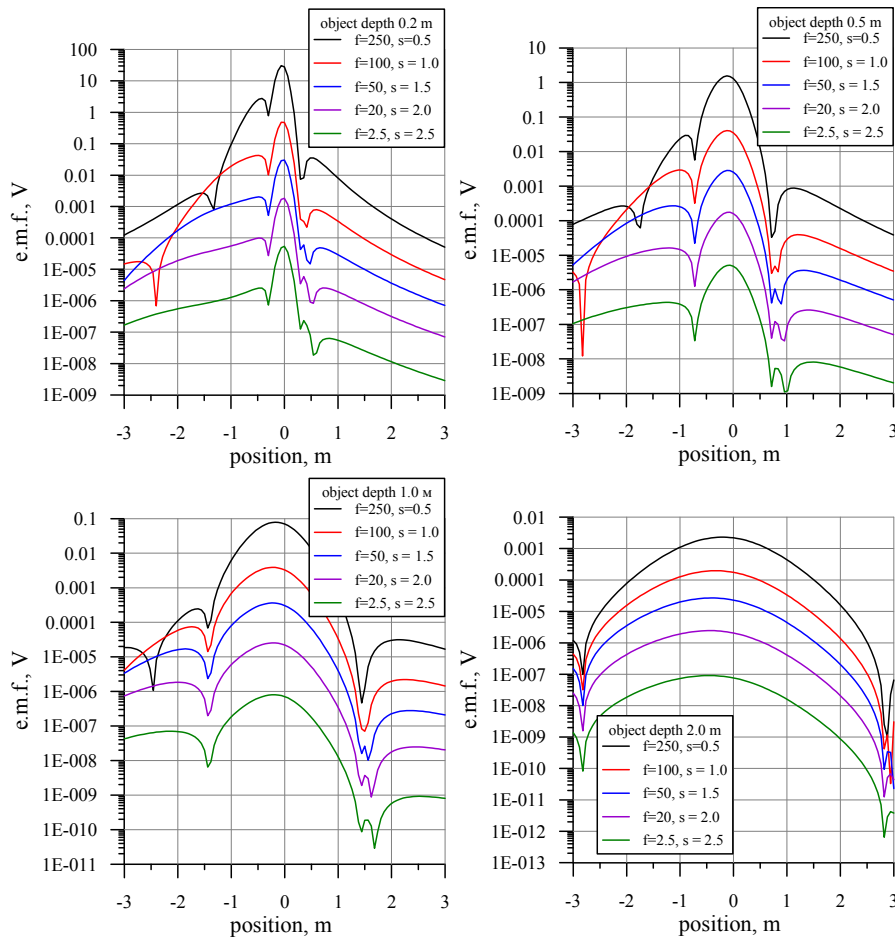 object depth 0.2 m
f=250, s=0.5
f=100, s = 1.0
f=50, s = 1.5
f=20, s = 2.0
f=2.5, s = 2.5
100
10
1
0.1
0.01
0.001
0.0001
1E-005
1E-006
1E-007
1E-008
1E-009
e.m.f., V
-3 -2 -1 0 1 2 3
position, m
object depth 0.5 m
f=250, s=0.5
f=100, s = 1.0
f=50, s = 1.5
f=20, s = 2.0
f=2.5, s = 2.5
10
1
0.1
0.01
0.001
0.0001
1E-005
1E-006
1E-007
1E-008
1E-009
e.m.f., V
-3 -2 -1 0 1 2 3
position, m
object depth 1.0 м
f=250, s=0.5
f=100, s = 1.0
f=50, s = 1.5
f=20, s = 2.0
f=2.5, s = 2.5
0.1
0.01
0.001
0.0001
1E-005
1E-006
1E-007
1E-008
1E-009
1E-010
1E-011
e.m.f., V
-3 -2 -1 0 1 2 3
position, m
0.01
0.001
0.0001
1E-005
1E-006
1E-007
1E-008
1E-009
1E-010
1E-011
1E-012
1E-013
e.m.f., V
object depth 2.0 m
f=250, s=0.5
f=100, s = 1.0
f=50, s = 1.5
f=20, s = 2.0
f=2.5, s = 2.5
-3 -2 -1 0 1 2 3
position, m